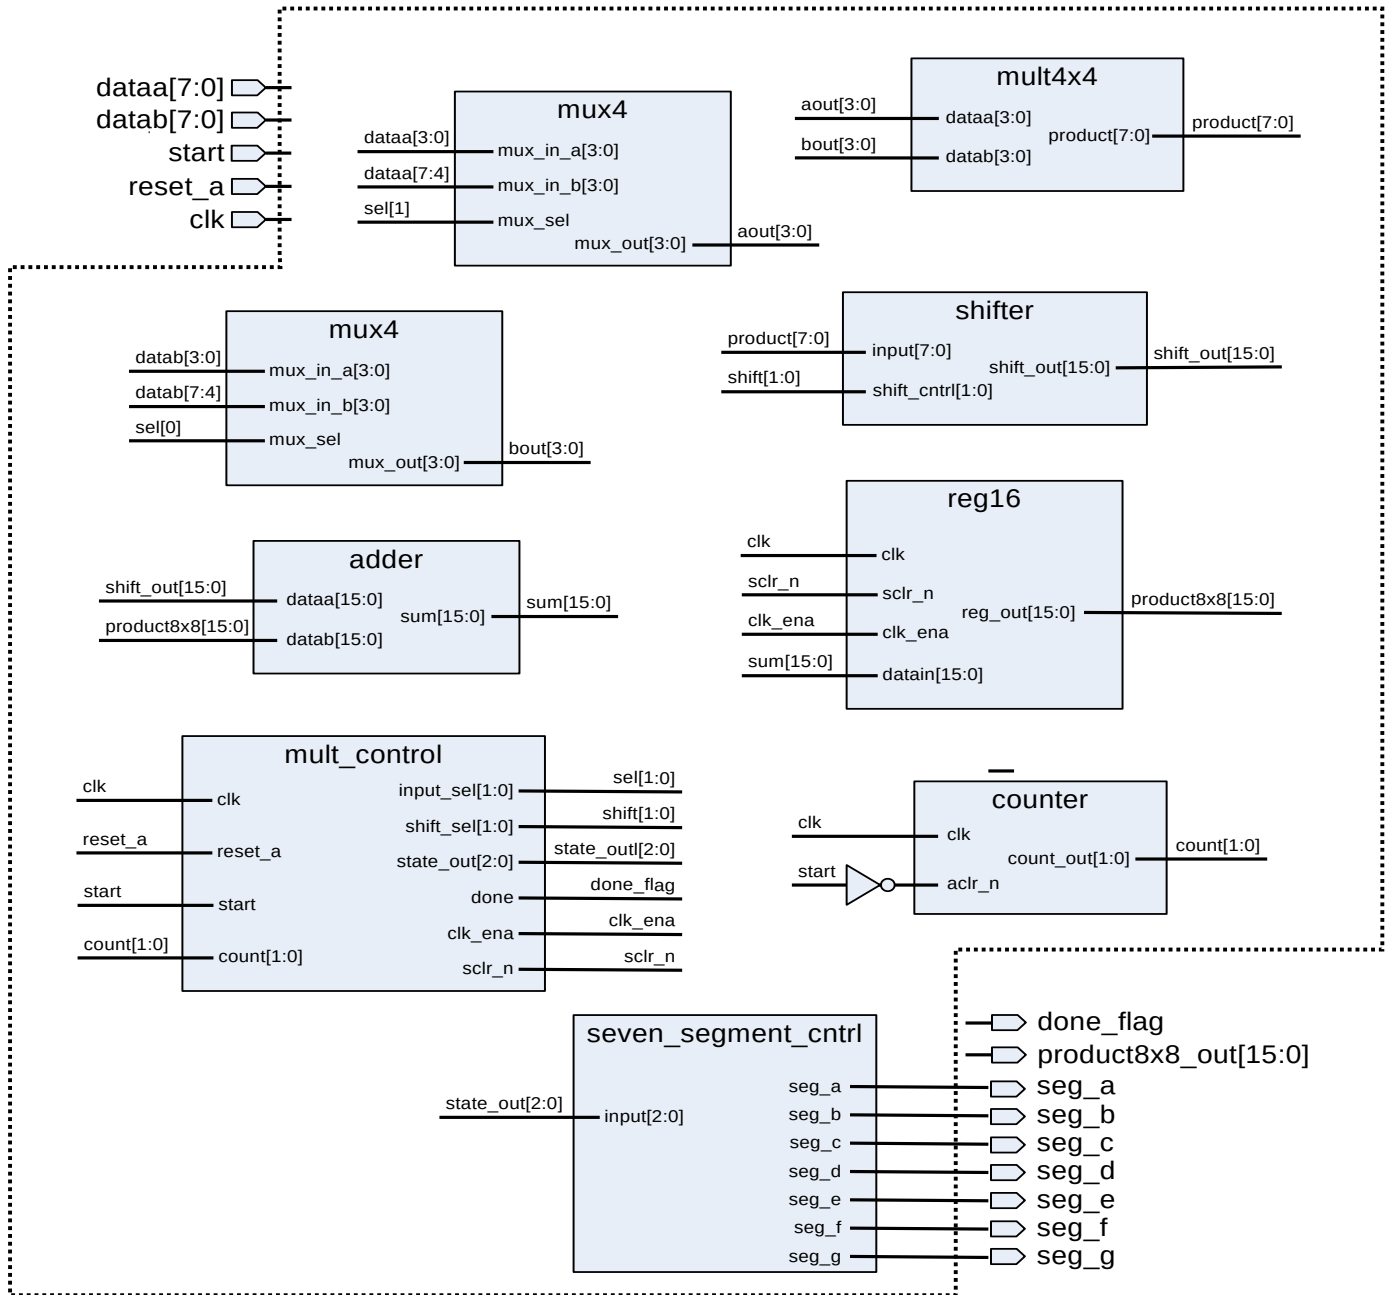 dataa[7:0]
datab[7:0]
start
reset_a
clk
mux4
dataa[3:0]
mux_in_a[3:0]
dataa[7:4]
mux_in_b[3:0]
sel[1]
mux_sel
mux_out[3:0]
aout[3:0]
mult4x4
aout[3:0]
dataa[3:0]
bout[3:0]
datab[3:0]
product[7:0]
product[7:0]
mux4
datab[3:0]
mux_in_a[3:0]
datab[7:4]
mux_in_b[3:0]
sel[0]
mux_sel
mux_out[3:0]
bout[3:0]
shifter
product[7:0]
input[7:0]
shift[1:0]
shift_cntrl[1:0]
shift_out[15:0]
shift_out[15:0]
adder
shift_out[15:0]
dataa[15:0]
product8x8[15:0]
datab[15:0]
sum[15:0]
sum[15:0]
reg16
clk
clk
sclr_n
sclr_n
clk_ena
clk_ena
sum[15:0]
datain[15:0]
reg_out[15:0]
product8x8[15:0]
mult_control
clk
clk
reset_a
reset_a
start
start
count[1:0]
count[1:0]
input_sel[1:0]
sel[1:0]
shift_sel[1:0]
shift[1:0]
state_out[2:0]
state_outl[2:0]
done
done_flag
clk_ena
clk_ena
sclr_n
sclr_n
counter
clk
clk
start
aclr_n
count_out[1:0]
count[1:0]
seven_segment_cntrl
state_out[2:0]
input[2:0]
seg_a
seg_b
seg_c
seg_d
seg_e
seg_f
seg_g
done_flag
product8x8_out[15:0]
seg_a
seg_b
seg_c
seg_d
seg_e
seg_f
seg_g